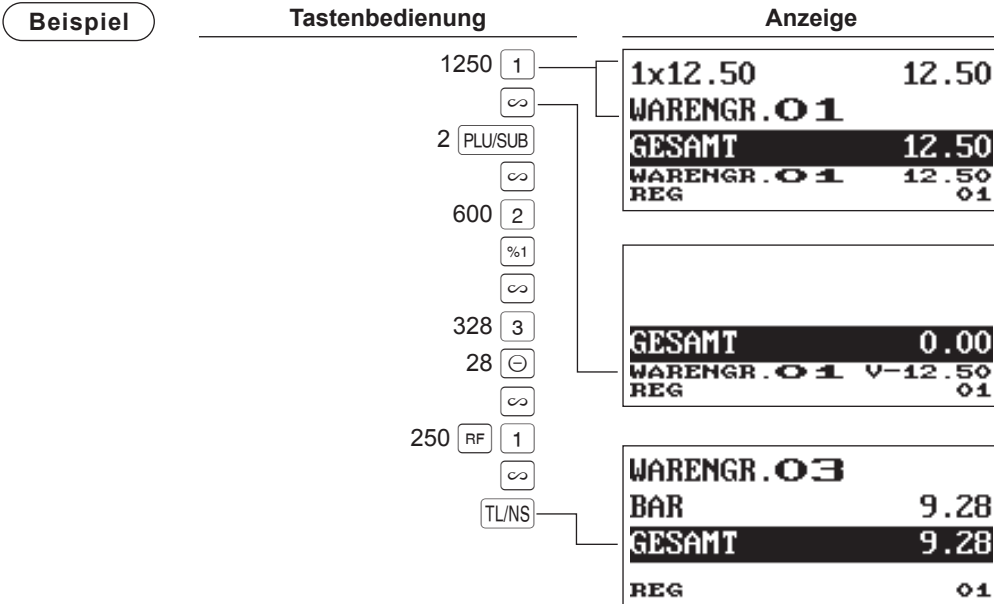 Beispiel
Tastenbedienung
Anzeige
1250 1
∾
2 PLU/SUB
∾
600 2
%1
∾
328 3
28 ⊖
∾
250 RF 1
∾
TL/NS
1x12.50 12.50
WARENGR.01
GESAMT 12.50
WARENGR.01 12.50
REG 01
GESAMT 0.00
WARENGR.01 V-12.50
REG 01
WARENGR.03
BAR 9.28
GESAMT 9.28
REG 01